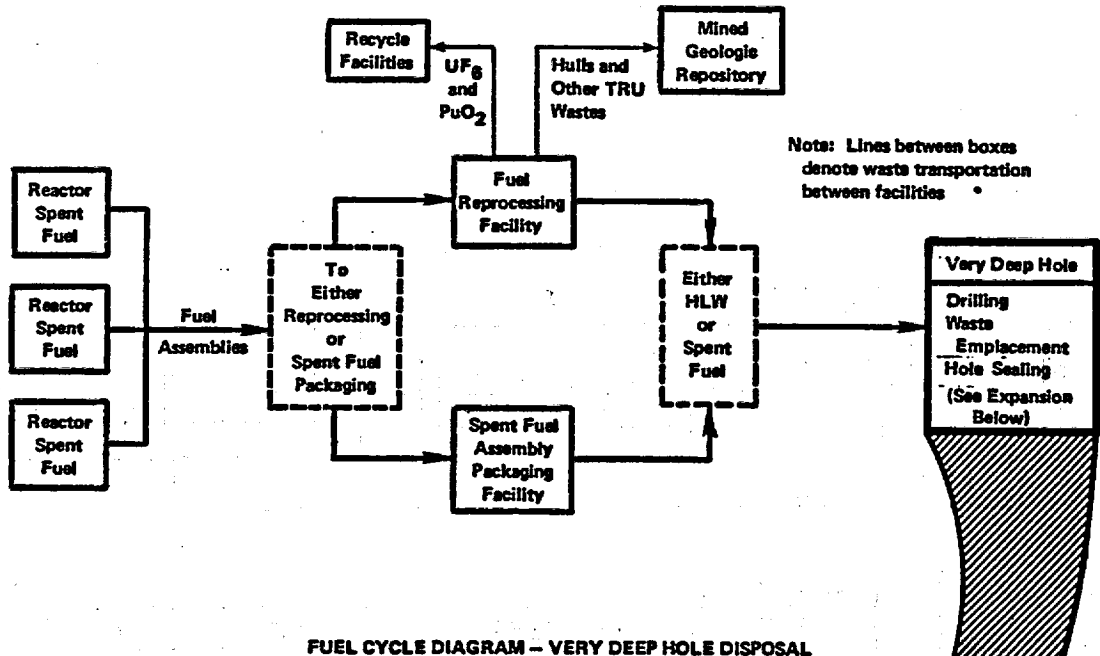 Recycle
Facilities
Mined
Geologic
Repository
UF6
and
PuO2
Hulls and
Other TRU
Wastes
Note: Lines between boxes
denote waste transportation
between facilities
Reactor
Spent
Fuel
Fuel
Reprocessing
Facility
To
Either
Reprocessing
or
Spent Fuel
Packaging
Either
HLW
or
Spent
Fuel
Very Deep Hole
Drilling
Waste
Emplacement
Hole Sealing
(See Expansion
Below)
Reactor
Spent
Fuel
Fuel
Assemblies
Reactor
Spent
Fuel
Spent Fuel
Assembly
Packaging
Facility
FUEL CYCLE DIAGRAM – VERY DEEP HOLE DISPOSAL